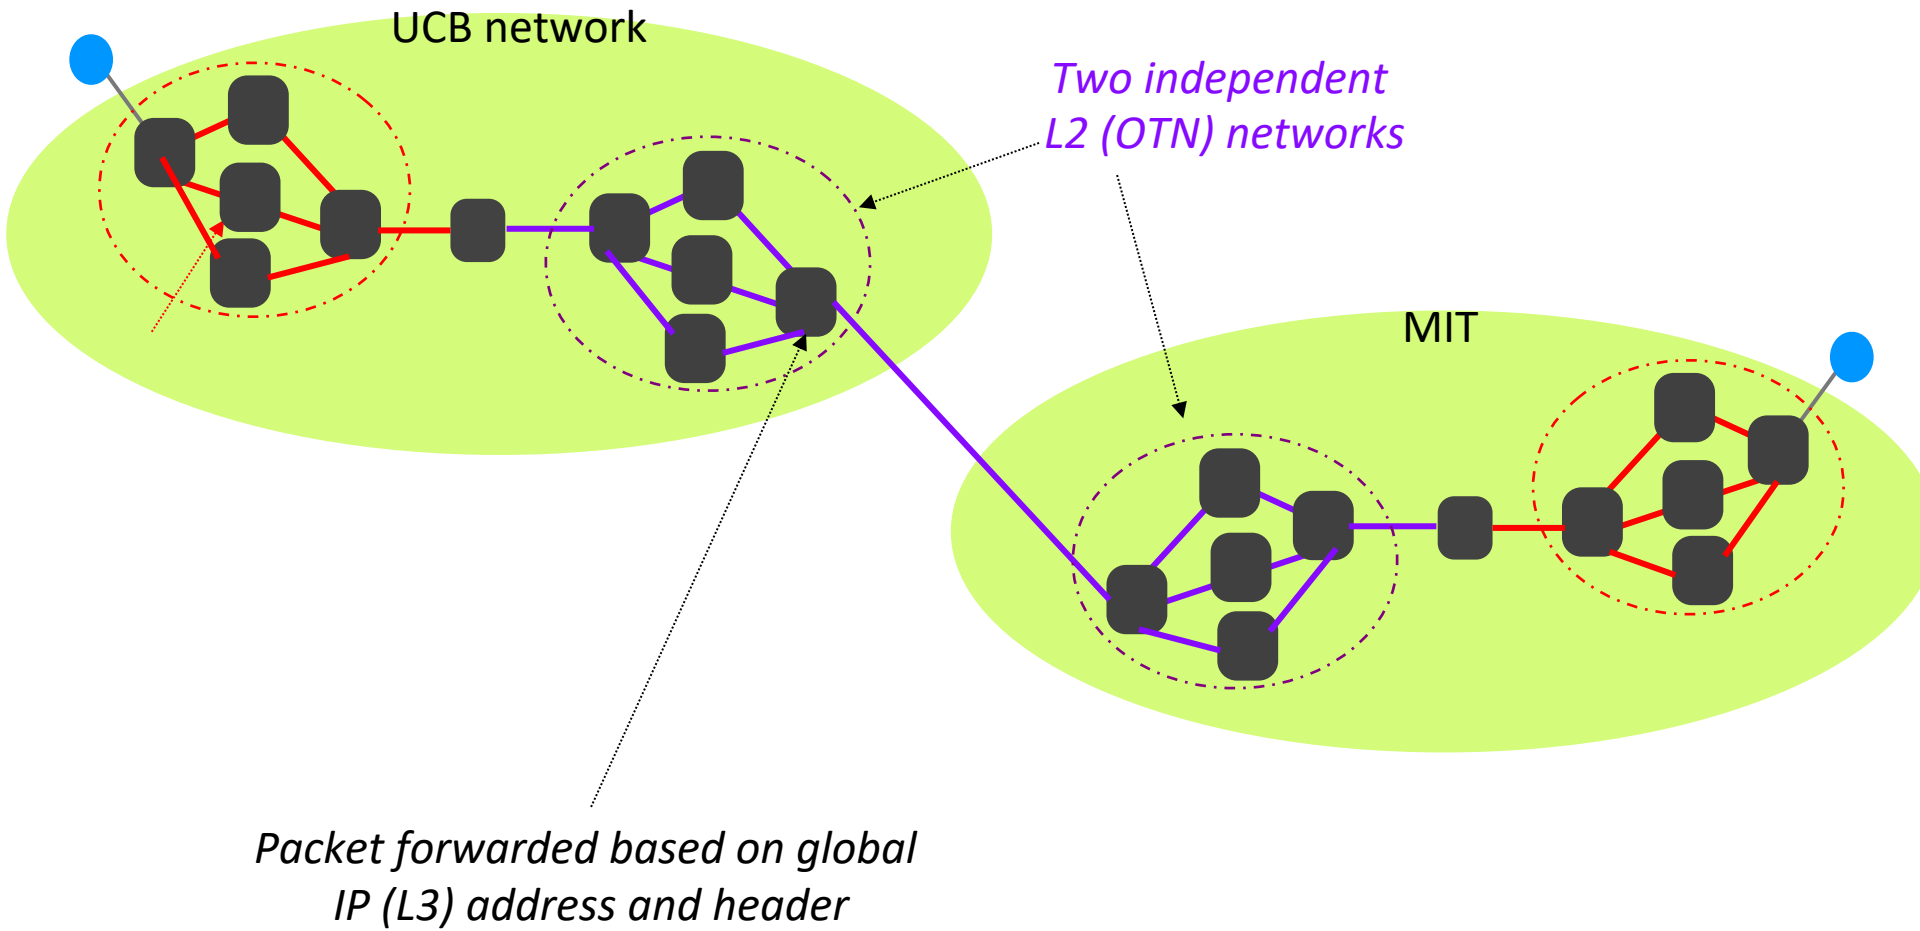 UCB network
Two independent
L2 (OTN) networks
MIT
Packet forwarded based on global
IP (L3) address and header